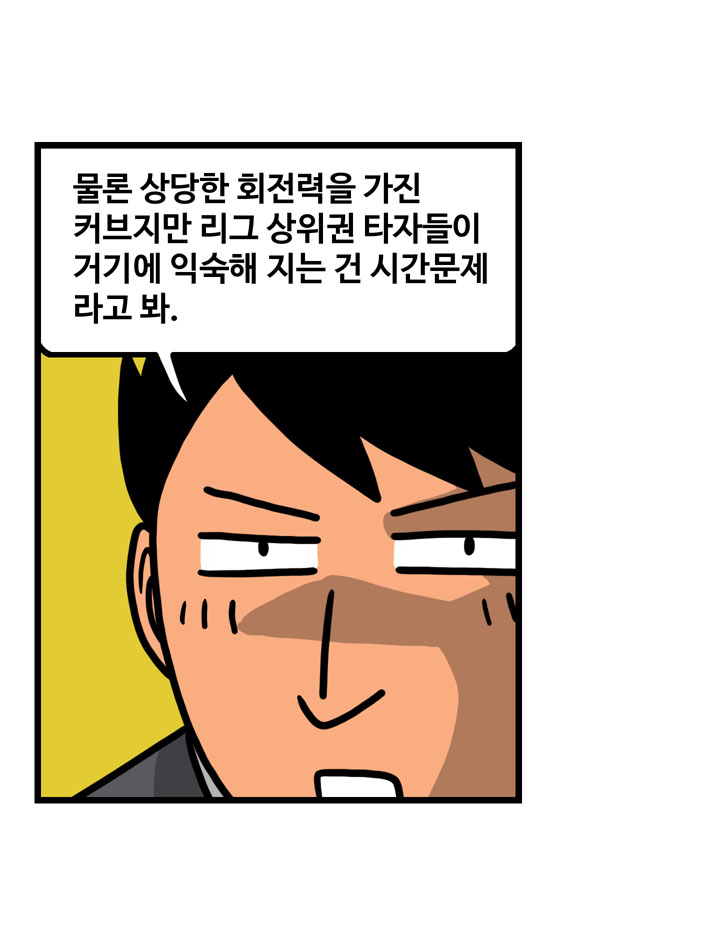 물론 상당한 회전력을 가진
커브지만 리그 상위권 타자들이
거기에 익숙해 지는 건 시간문제
라고 봐.